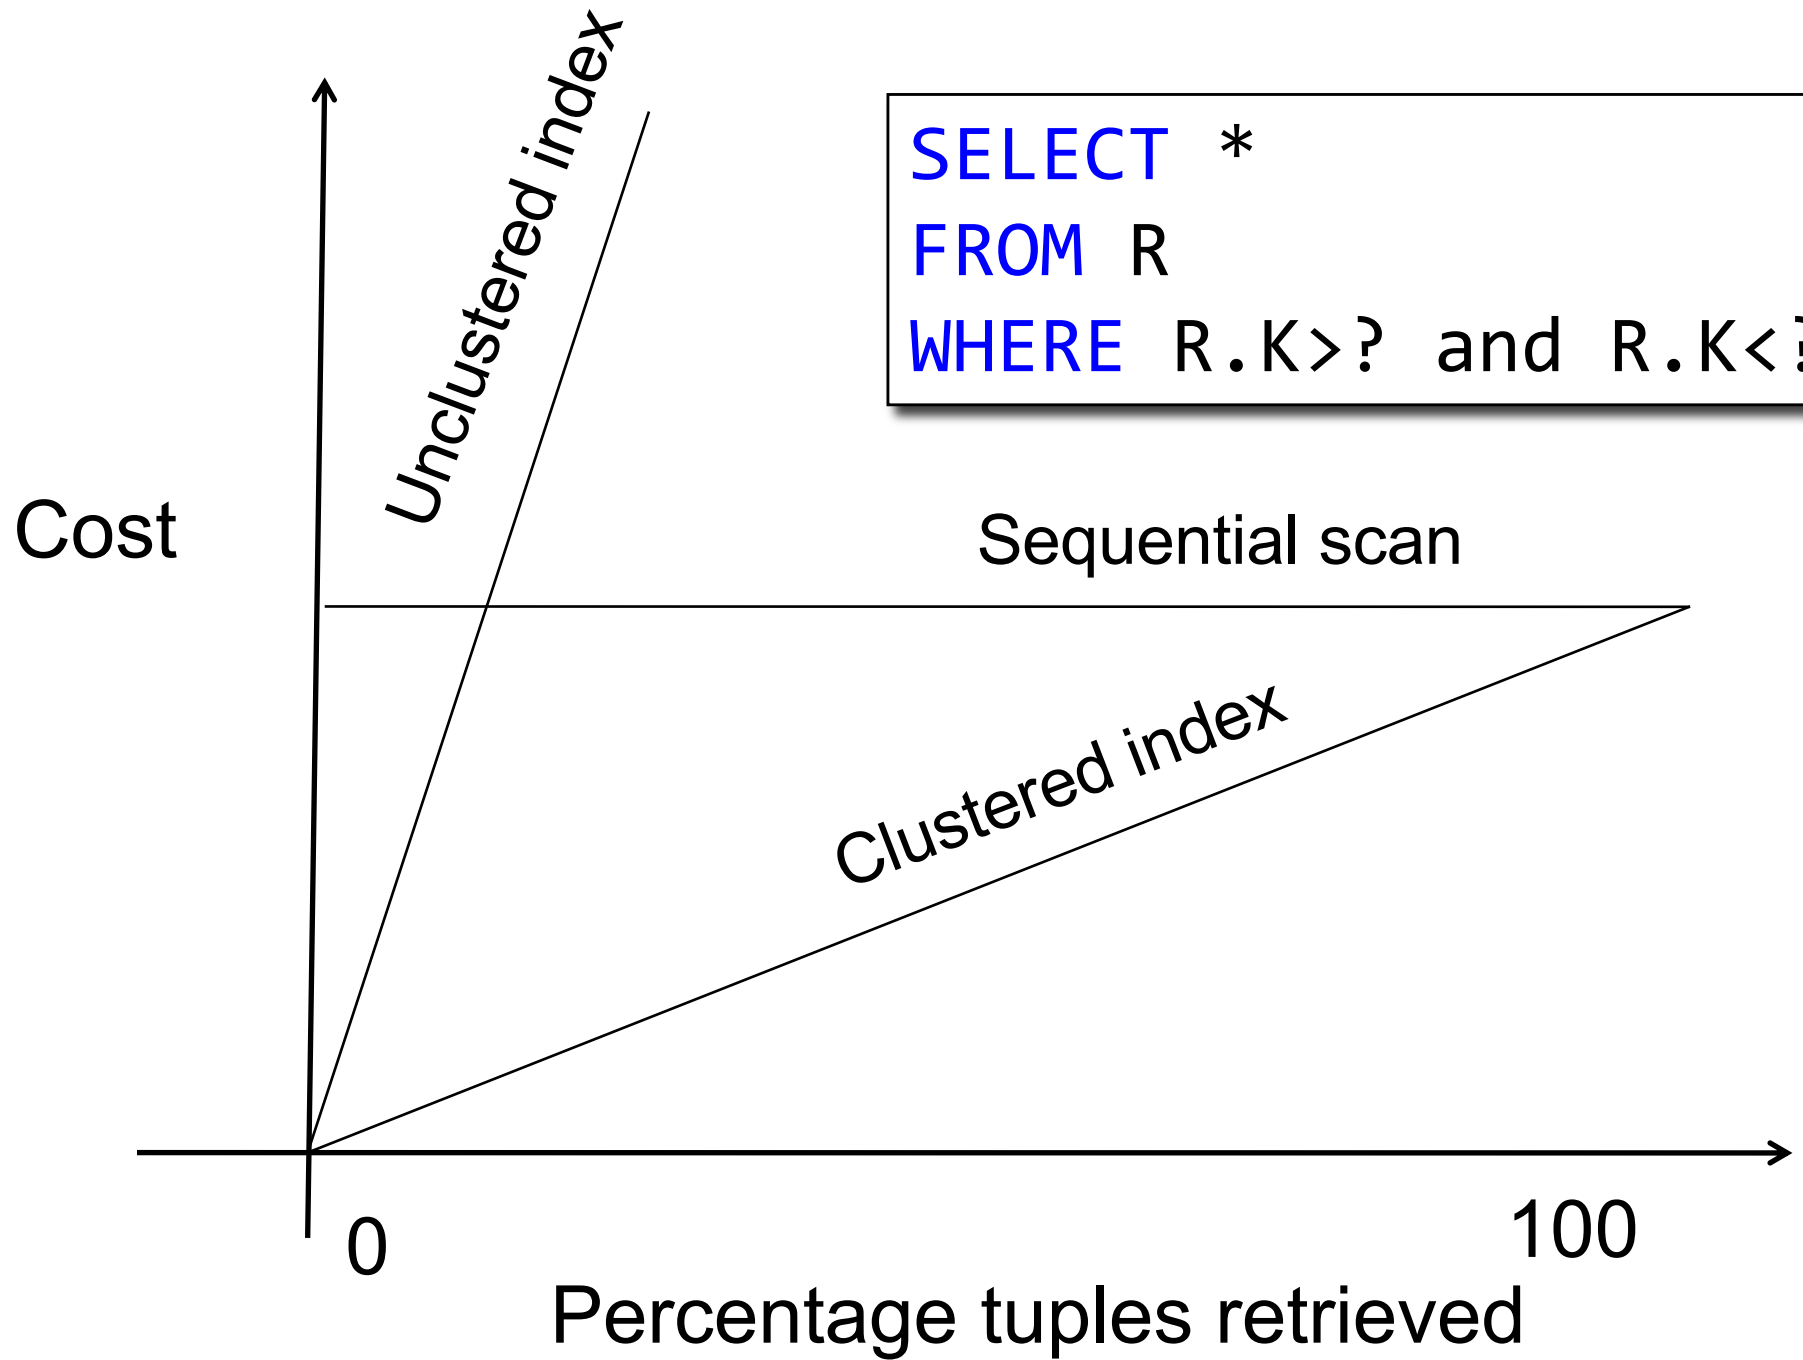 Unclustered index
SELECT *
FROM R
WHERE R.K>? and R.K<?
Cost
Sequential scan
Clustered index
0
100
Percentage tuples retrieved